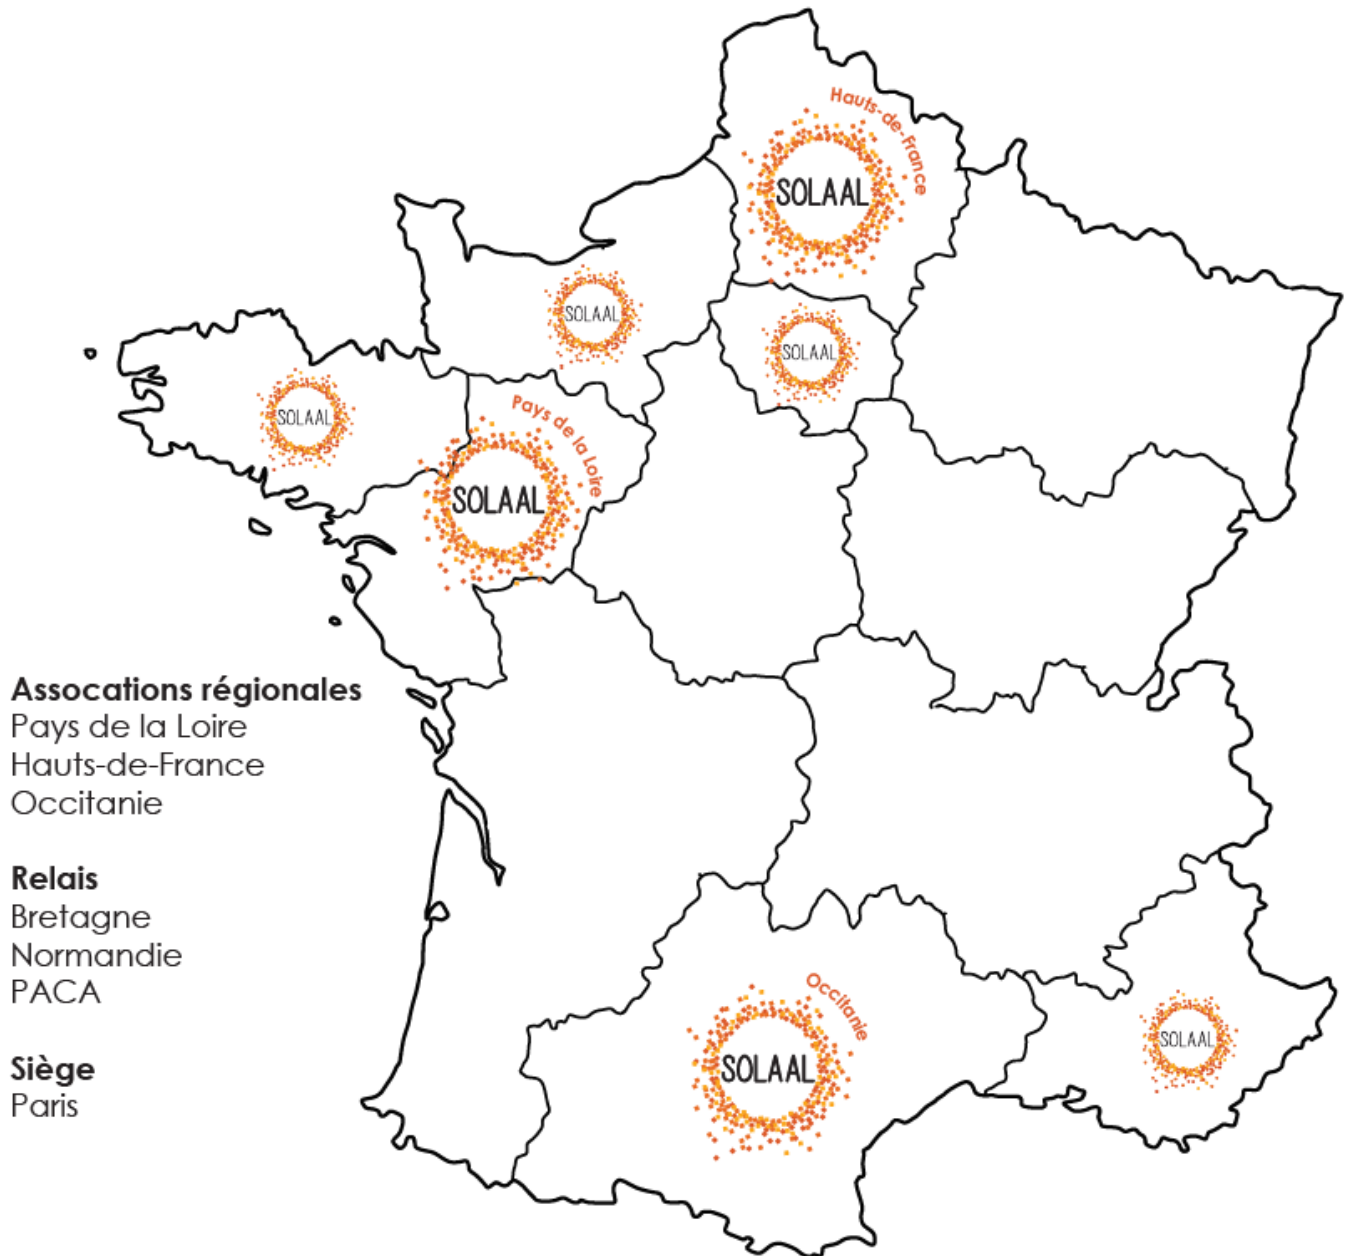 Hauts-de-France
SOLAAL
SOLAAL
SOLAAL
SOLAAL
Pays de la Loire
SOLAAL
Assocations régionales
Pays de la Loire
Hauts-de-France
Occitanie
Relais
Bretagne
Normandie
PACA
Siège
Paris
Occitanie
SOLAAL
SOLAAL